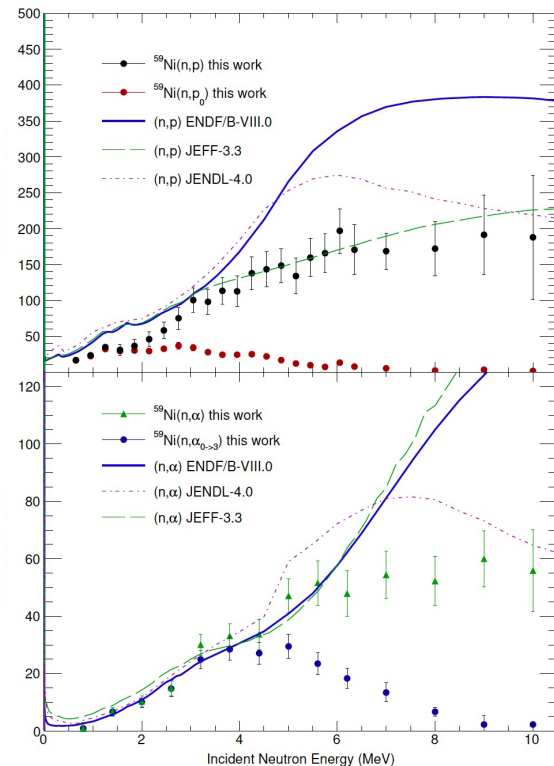 500
450
400
350
300
250
200
150
100
50
⁵⁹Ni(n,p) this work
⁵⁹Ni(n,p₀) this work
(n,p) ENDF/B-VIII.0
(n,p) JEFF-3.3
(n,p) JENDL-4.0
120
100
80
60
40
20
0
⁵⁹Ni(n,α) this work
⁵⁹Ni(n,α₀₋>₃) this work
(n,α) ENDF/B-VIII.0
(n,α) JENDL-4.0
(n,α) JEFF-3.3
0 2 4 6 8 10
Incident Neutron Energy (MeV)